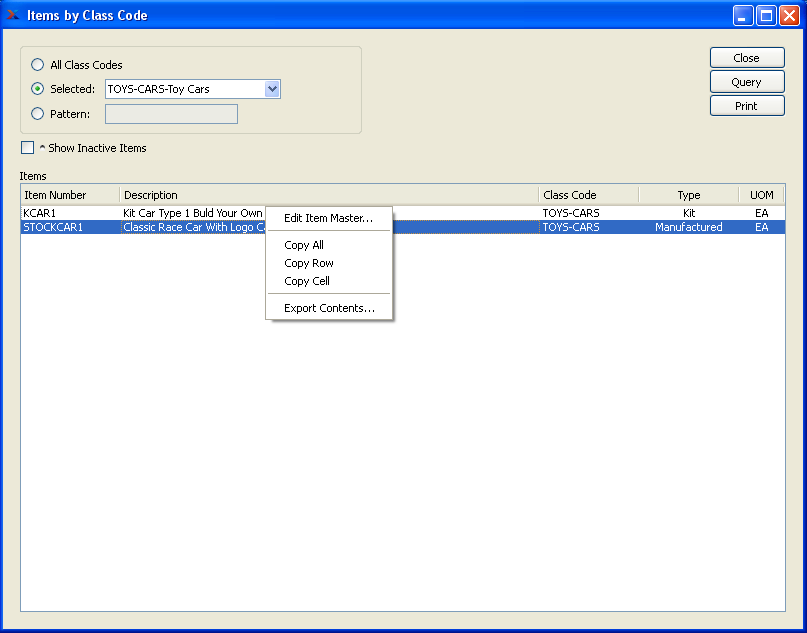 Items by Class Code
All Class Codes
Close
Selected: TOYS-CARS-Toy Cars
Query
Pattern:
Print
^ Show Inactive Items
Items
Item Number Description Class Code Type UOM
KCAR1 Kit Car Type 1 Buld Your Own TOYS-CARS Kit EA
STOCKCAR1 Classic Race Car With Logo TOYS-CARS Manufactured EA
Edit Item Master...
Copy All
Copy Row
Copy Cell
Export Contents...